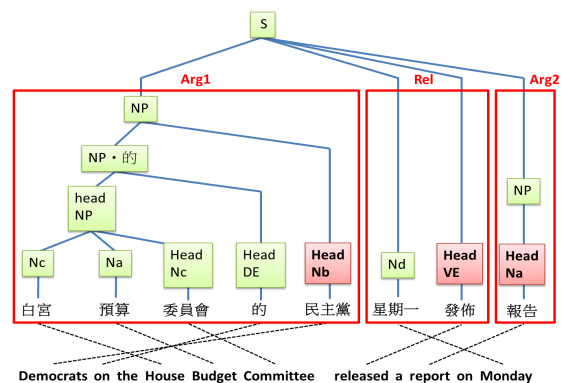 S
Arg1 Rel Arg2
NP
NP・的
head NP
NP
Nc Na Head Nc Head DE Head Nb Nd Head VE Head Na
白宮 預算 委員會 的 民主黨 星期一 發佈 報告
Democrats on the House Budget Committee released a report on Monday